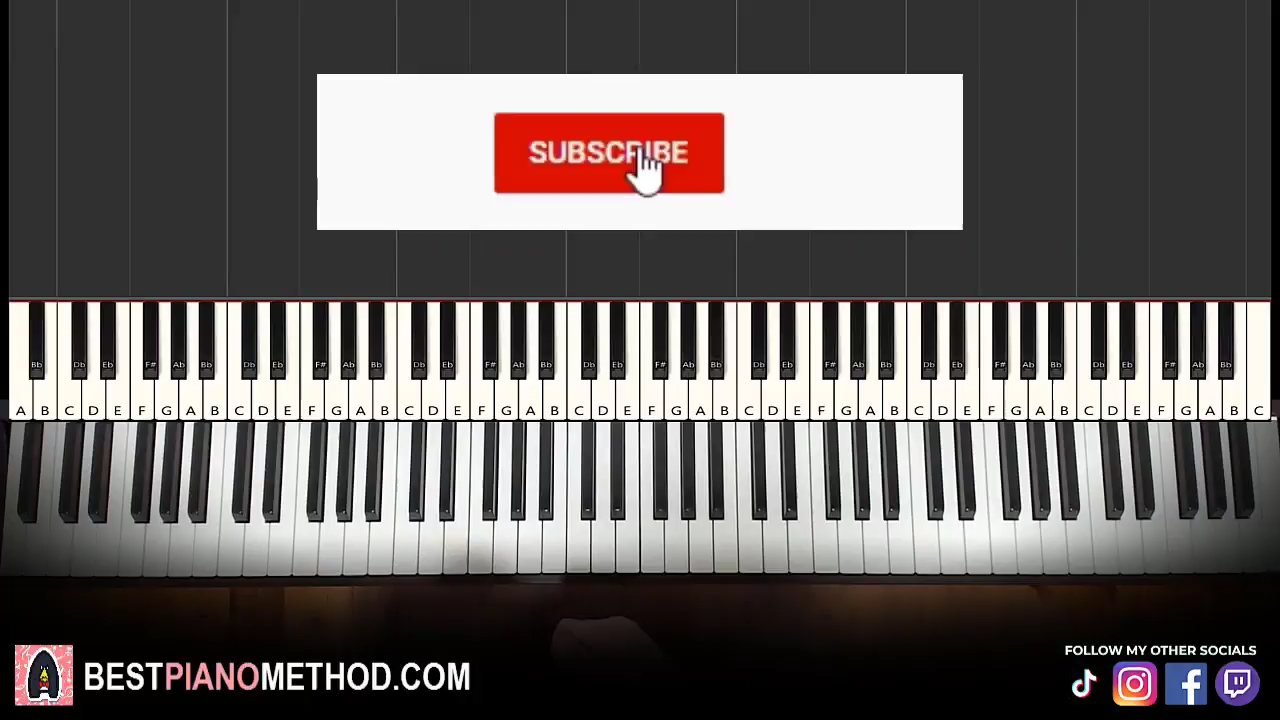 SUBSCRIBE
Bb Db Eb F# Ab Bb Db Eb F# Ab Bb Db Eb F# Ab Bb Db Eb F# Ab Bb Db Eb F# Ab Bb Db Eb F# Ab Bb Db Eb F# Ab Bb
A B C D E F G A B C D E F G A B C D E F G A B C D E F G A B C D E F G A B C D E F G A B C D E F G A B C
FOLLOW MY OTHER SOCIALS
BESTPIANOMETHOD.COM